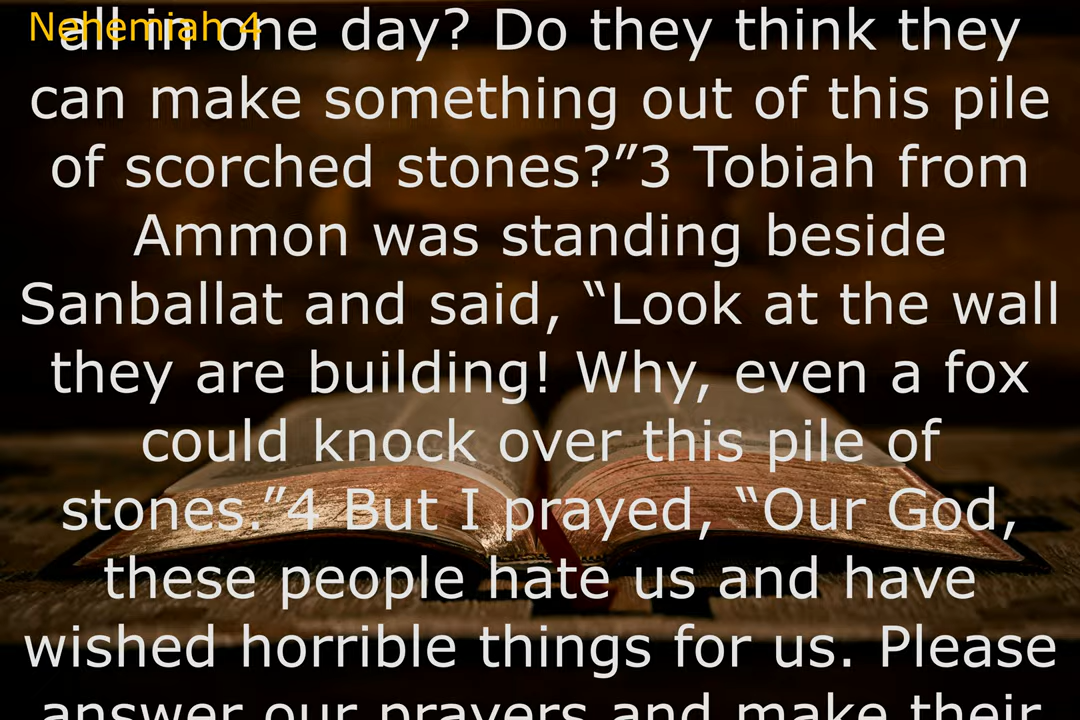 Nehemiah 4
all in one day? Do they think they
can make something out of this pile
of scorched stones?”3 Tobiah from
Ammon was standing beside
Sanballat and said, “Look at the wall
they are building! Why, even a fox
could knock over this pile of
stones.”4 But I prayed, “Our God,
these people hate us and have
wished horrible things for us. Please
answer our prayers and make their